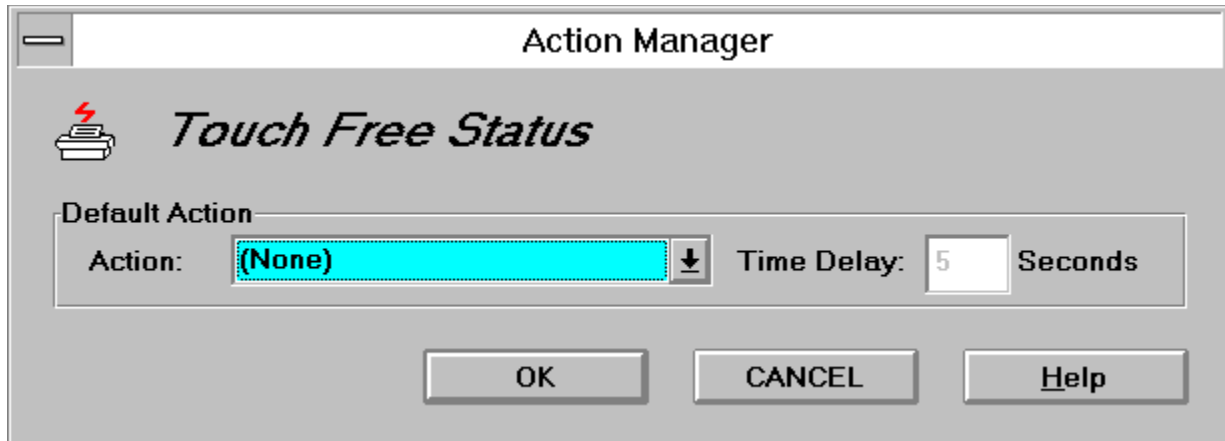 Action Manager
Touch Free Status
Default Action
Action: (None) Time Delay: 5 Seconds
OK CANCEL Help